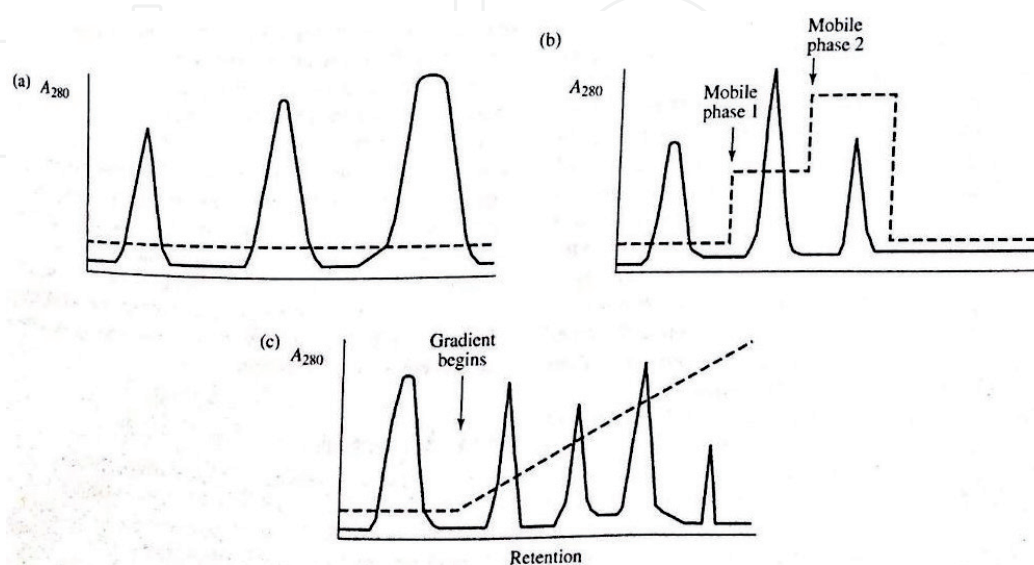 (a)
A280
(b)
A280
Mobile
phase 1
Mobile
phase 2
(c)
A280
Gradient
begins
Retention